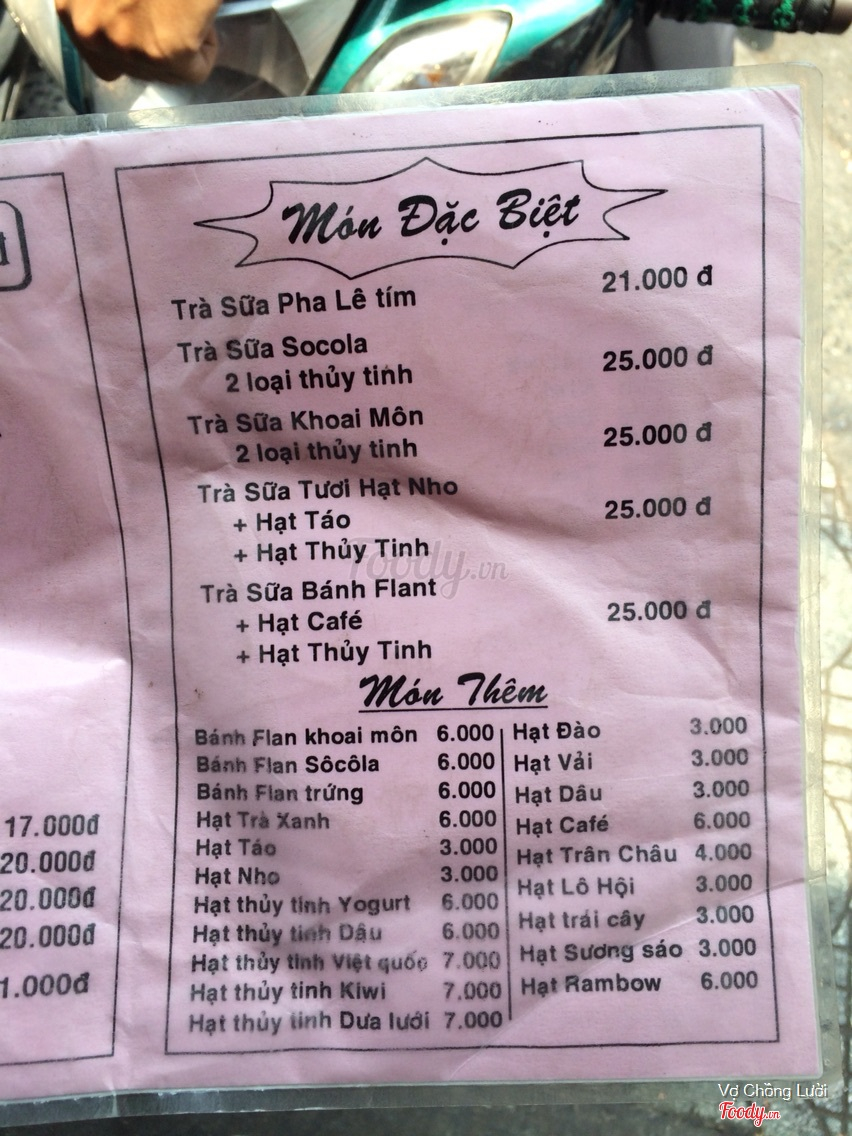 Món Đặc Biệt
Trà Sữa Pha Lê tím 21.000 đ
Trà Sữa Socola
2 loại thủy tinh 25.000 đ
Trà Sữa Khoai Môn
2 loại thủy tinh 25.000 đ
Trà Sữa Tươi Hạt Nho
+ Hạt Táo 25.000 đ
+ Hạt Thủy Tinh
Foody.vn
Trà Sữa Bánh Flant
+ Hạt Café 25.000 đ
+ Hạt Thủy Tinh
Món Thêm
Bánh Flan khoai môn 6.000
Bánh Flan Sôcôla 6.000
Bánh Flan trứng 6.000
Hạt Trà Xanh 6.000
Hạt Táo 3.000
Hạt Nho 3.000
Hạt thủy tinh Yogurt 6.000
Hạt thủy tinh Dâu 6.000
Hạt thủy tinh Việt quốc 7.000
Hạt thủy tinh Kiwi 7.000
Hạt thủy tinh Dưa lưới 7.000
Hạt Đào 3.000
Hạt Vải 3.000
Hạt Dâu 3.000
Hạt Café 6.000
Hạt Trân Châu 4.000
Hạt Lô Hội 3.000
Hạt trái cây 3.000
Hạt Sương sáo 3.000
Hạt Rambow 6.000
17.000đ
20.000đ
20.000đ
20.000đ
1.000đ
Vợ Chồng Lười
Foody.vn